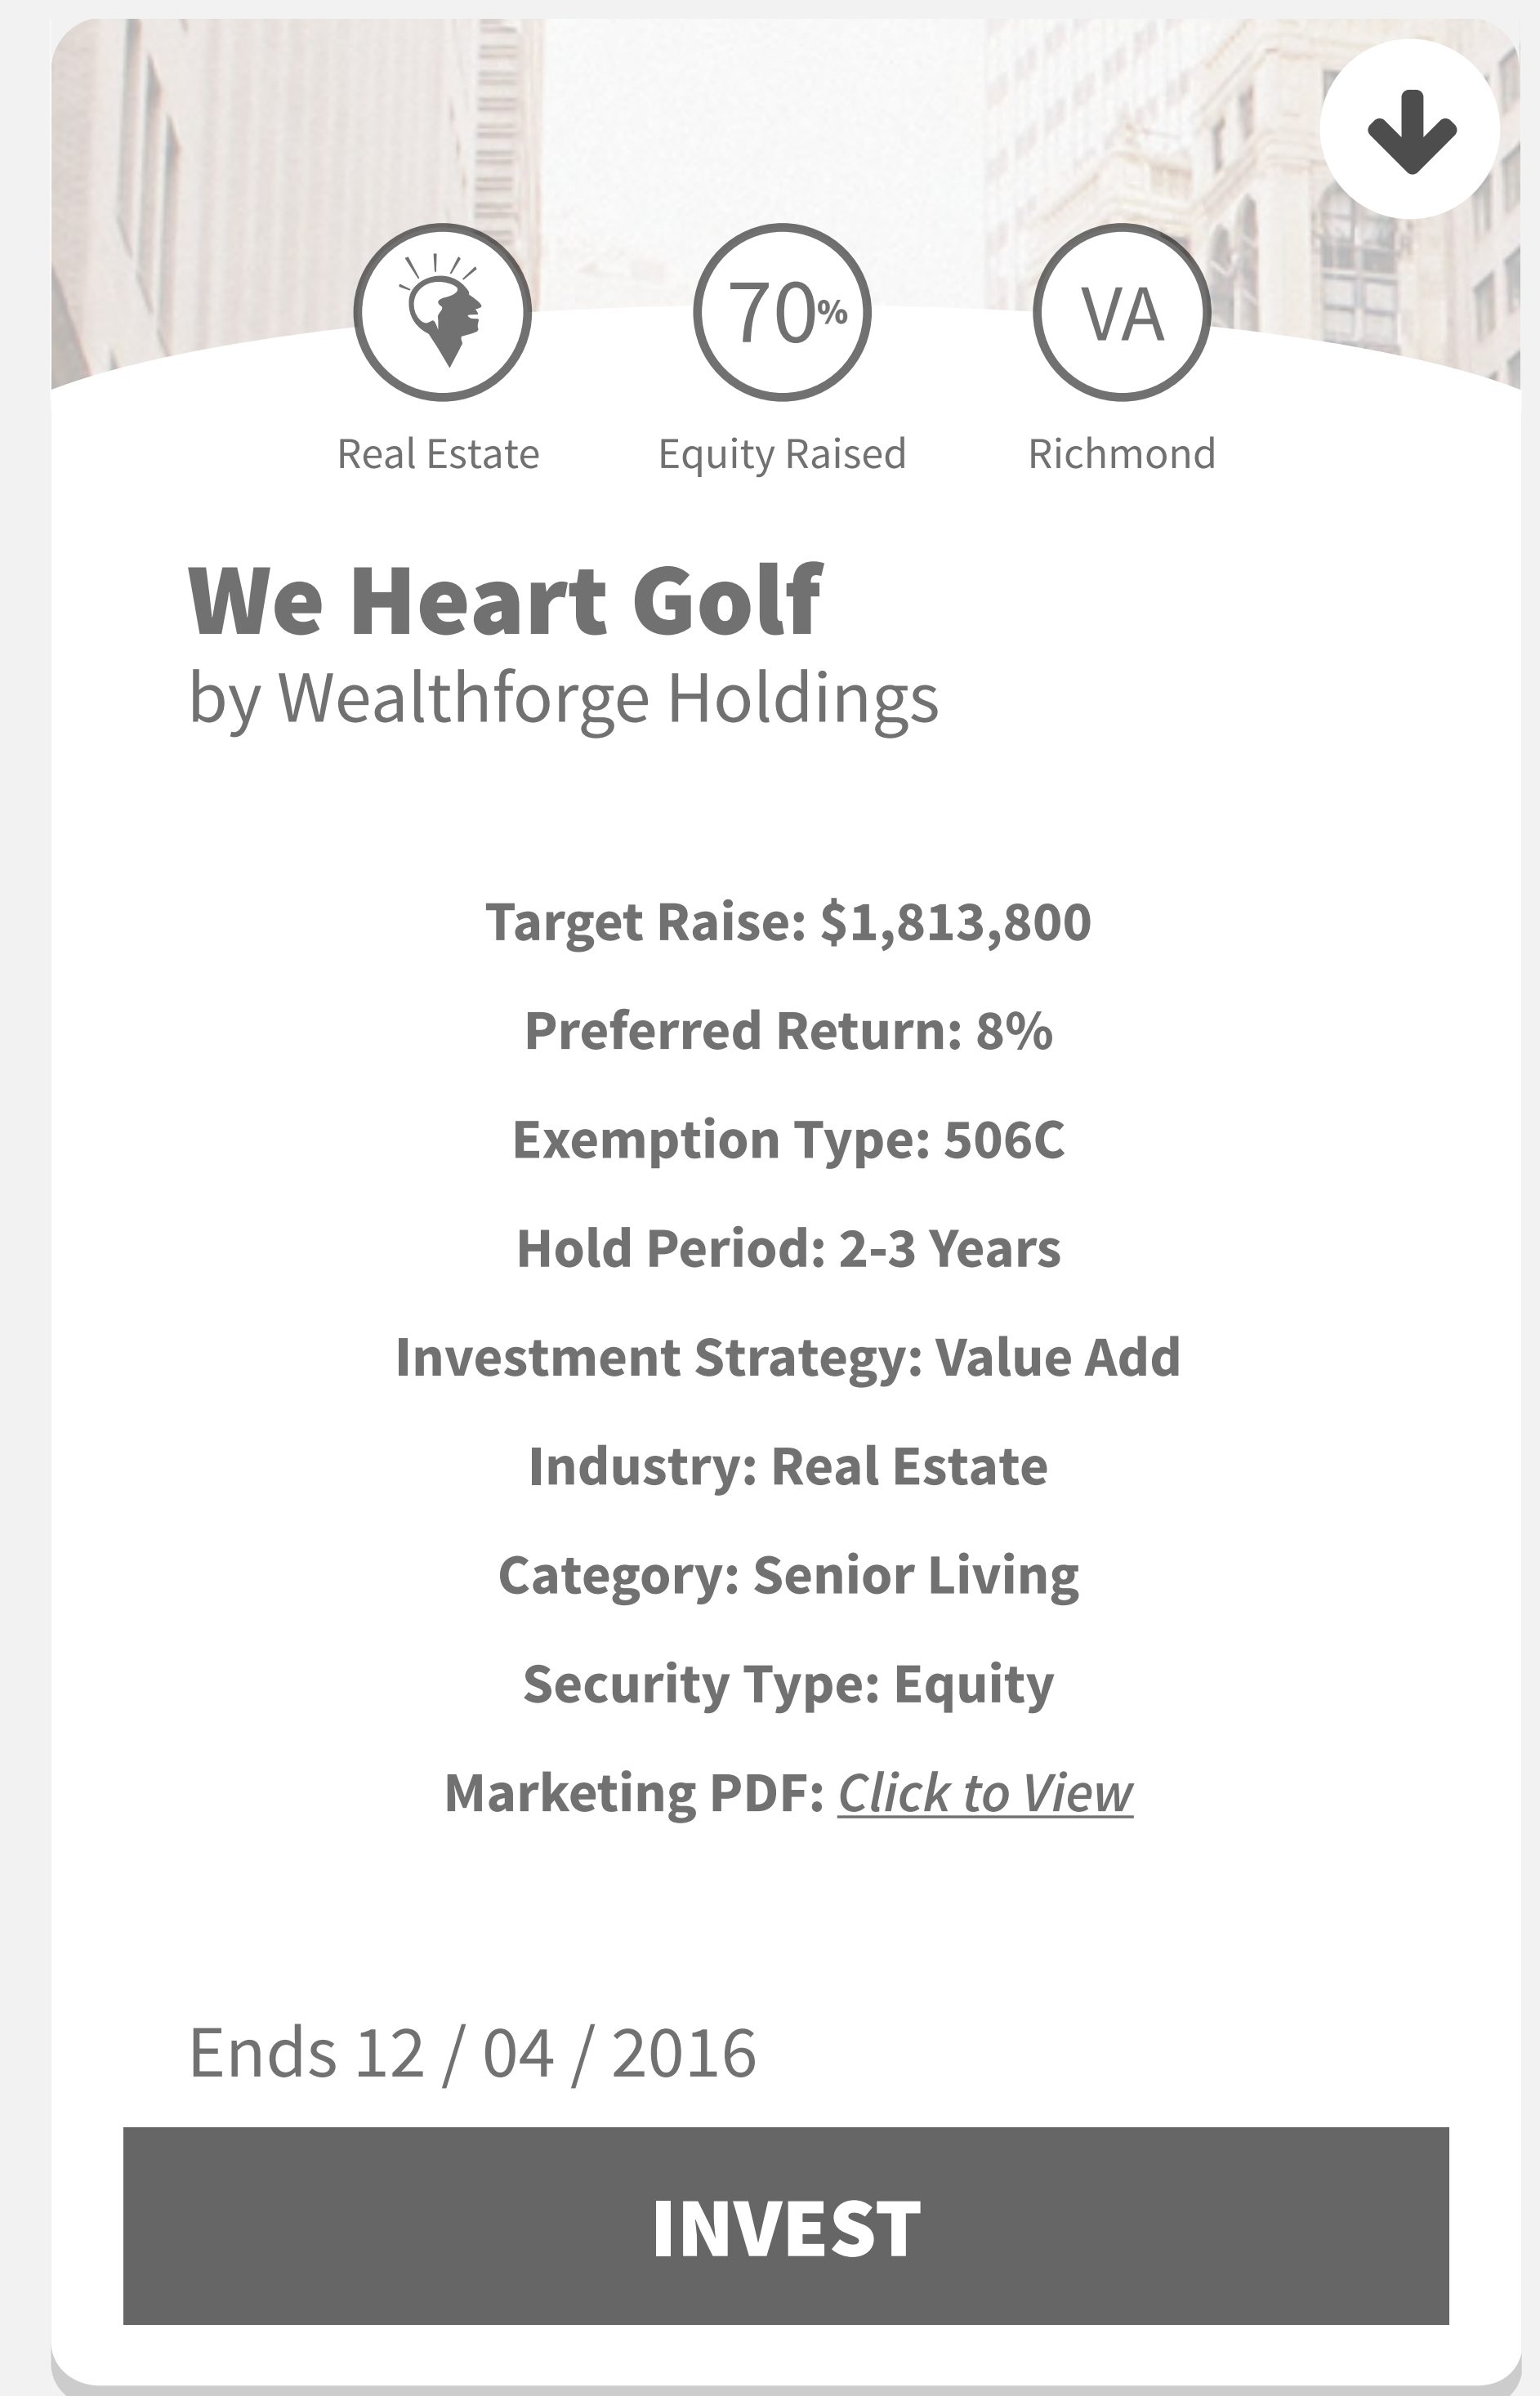 70%
VA
Real Estate
Equity Raised
Richmond
We Heart Golf
by Wealthforge Holdings
Target Raise: $1,813,800
Preferred Return: 8%
Exemption Type: 506C
Hold Period: 2-3 Years
Investment Strategy: Value Add
Industry: Real Estate
Category: Senior Living
Security Type: Equity
Marketing PDF: Click to View
Ends 12 / 04 / 2016
INVEST